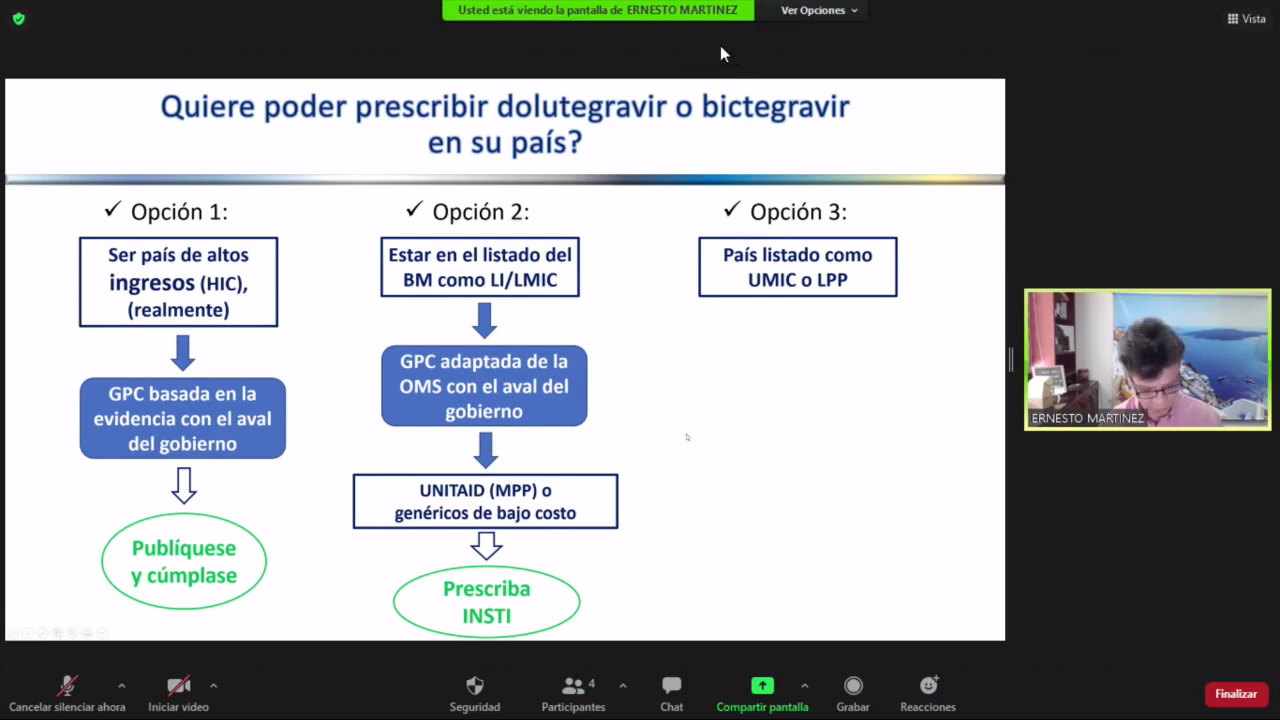 Usted está viendo la pantalla de ERNESTO MARTINEZ
Ver Opciones
Vista
Quiere poder prescribir dolutegravir o bictegravir
en su país?
✓ Opción 1:
Ser país de altos
ingresos (HIC),
(realmente)
GPC basada en la
evidencia con el aval
del gobierno
Publíquese
y cúmplase
✓ Opción 2:
Estar en el listado del
BM como LI/LMIC
GPC adaptada de la
OMS con el aval del
gobierno
UNITAID (MPP) o
genéricos de bajo costo
Prescriba
INSTI
✓ Opción 3:
País listado como
UMIC o LPP
ERNESTO MARTINEZ
Cancelar silenciar ahora
Iniciar video
Seguridad
4
Participantes
Chat
Compartir pantalla
Grabar
Reacciones
Finalizar